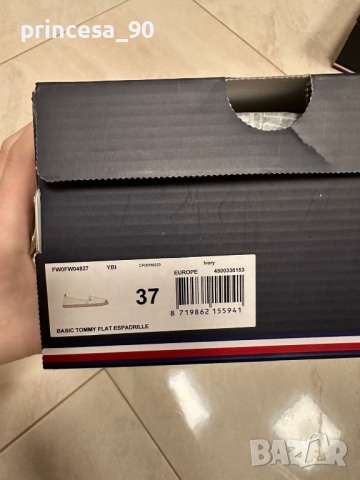 princesa_90
FW0FW04827 YBI Ivory
EUROPE 4500336153
37
8 719862 155941
BASIC TOMMY FLAT ESPADRILLE
BAZAR